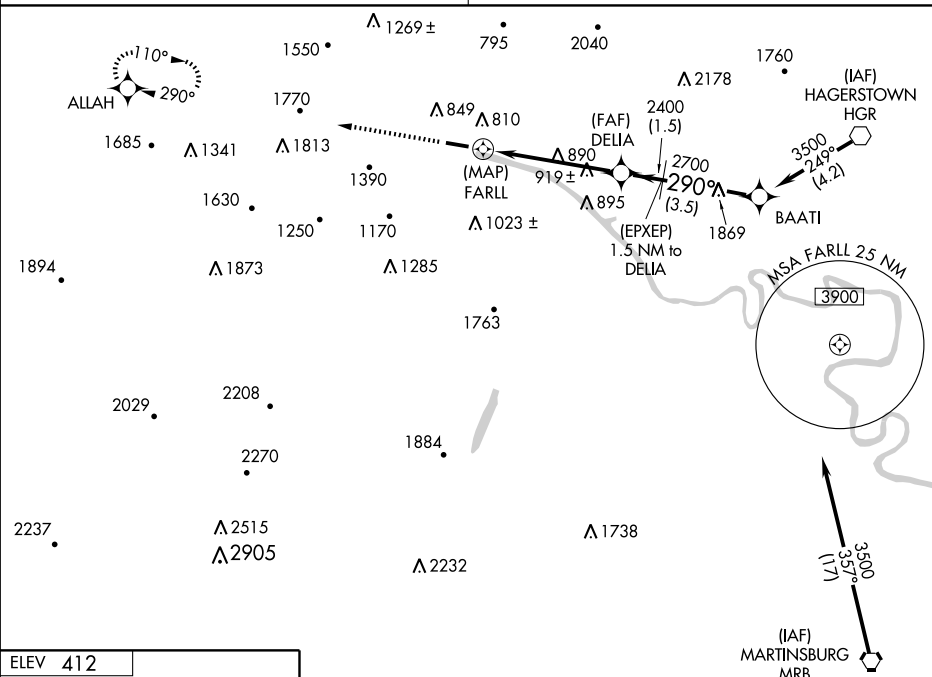 1269 ±
795
2040
1550
1760
110°
290°
ALLAH
2178
(IAF)
HAGERSTOWN
HGR
1770
849
810
(FAF)
DELIA
2400
(1.5)
3500
249°
(4.2)
1685
1341
1813
1390
(MAP)
FARLL
890
919 ±
2700
290°
(3.5)
BAATI
1630
1250
1170
1023 ±
895
(EPXEP)
1.5 NM to
DELIA
1869
1894
1873
1285
MSA FARLL 25 NM
3900
1763
2029
2208
1884
2270
2237
2515
2905
2232
1738
3500
357°
(17)
(IAF)
MARTINSBURG
MRB
ELEV 412